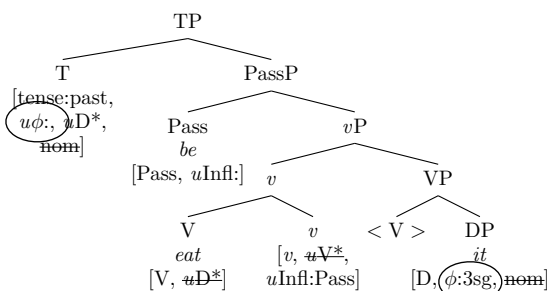 TP
T PassP
[tense:past,
uϕ:, uD*,
nom]
Pass vP
be
[Pass, uInfl:]
v VP
V v < V > DP
eat [v, uV*, it
[V, uD*] uInfl:Pass] [D, ϕ:3sg, nom]